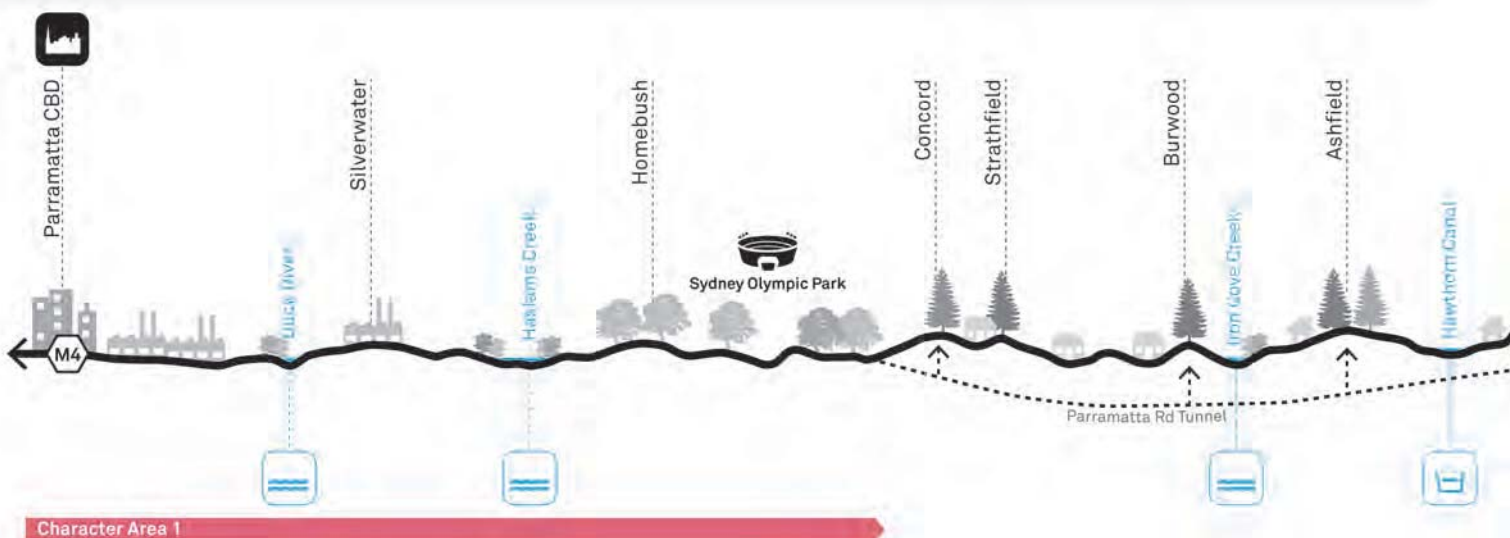 Parramatta CBD
Silverwater
Homebush
Concord
Strathfield
Burwood
Ashfield
Duck River
Haslams Creek
Iron Cove Creek
Hawthorn Canal
Sydney Olympic Park
M4
Parramatta Rd Tunnel
Character Area 1